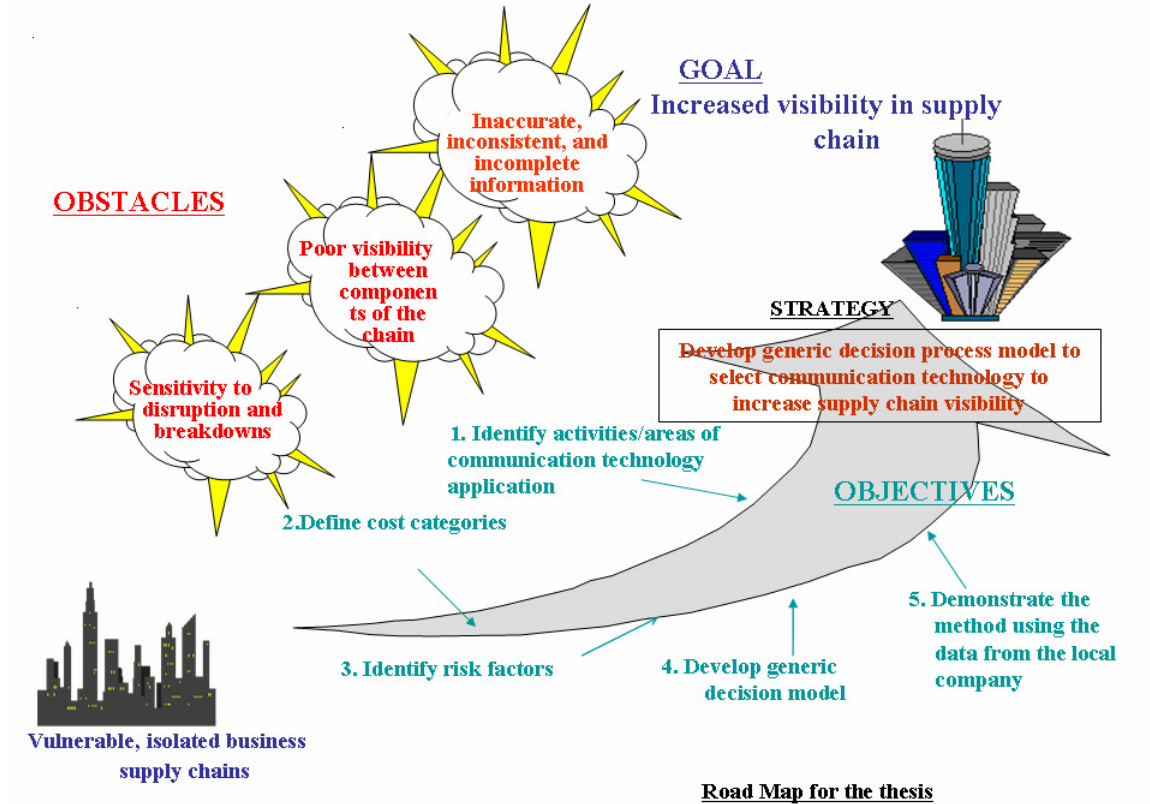 GOAL
Increased visibility in supply
chain
Inaccurate,
inconsistent, and
incomplete
information
OBSTACLES
Poor visibility
between
componen
ts of the
chain
Sensitivity to
disruption and
breakdowns
STRATEGY
Develop generic decision process model to
select communication technology to
increase supply chain visibility
1. Identify activities/areas of
communication technology
application
OBJECTIVES
2.Define cost categories
3. Identify risk factors
4. Develop generic
decision model
5. Demonstrate the
method using the
data from the local
company
Vulnerable, isolated business
supply chains
Road Map for the thesis